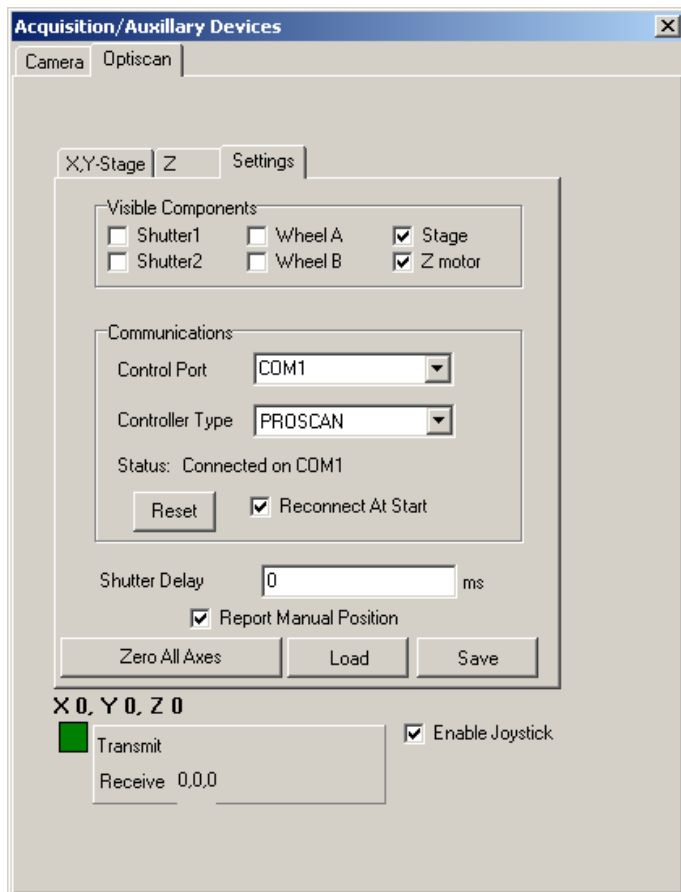 Acquisition/Auxillary Devices
Camera Optiscan
X,Y-Stage Z Settings
Visible Components
Shutter1 Wheel A Stage
Shutter2 Wheel B Z motor
Communications
Control Port COM1
Controller Type PROSCAN
Status: Connected on COM1
Reset Reconnect At Start
Shutter Delay 0 ms
Report Manual Position
Zero All Axes Load Save
X 0, Y 0, Z 0
Transmit Enable Joystick
Receive 0,0,0